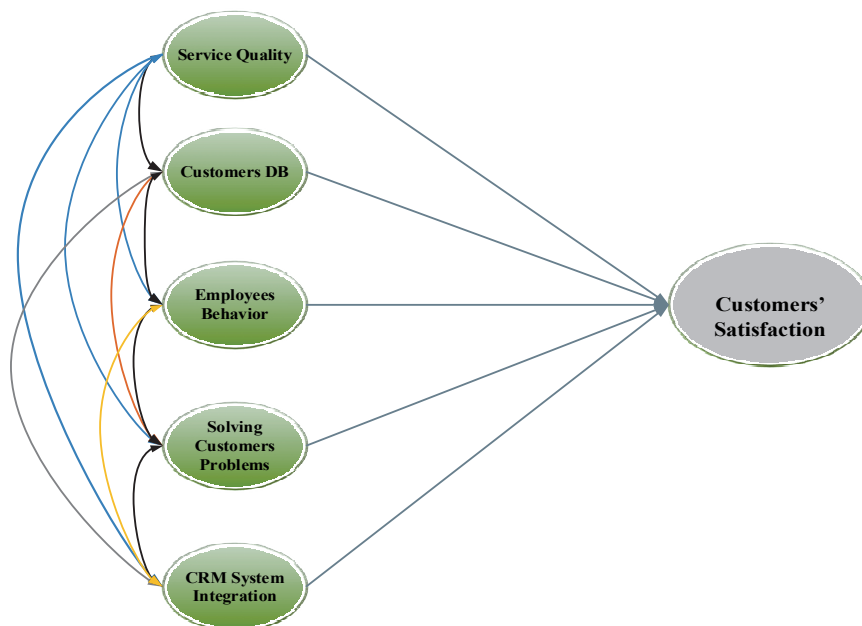 Service Quality
Customers DB
Employees
Behavior
Solving
Customers
Problems
CRM System
Integration
Customers’
Satisfaction